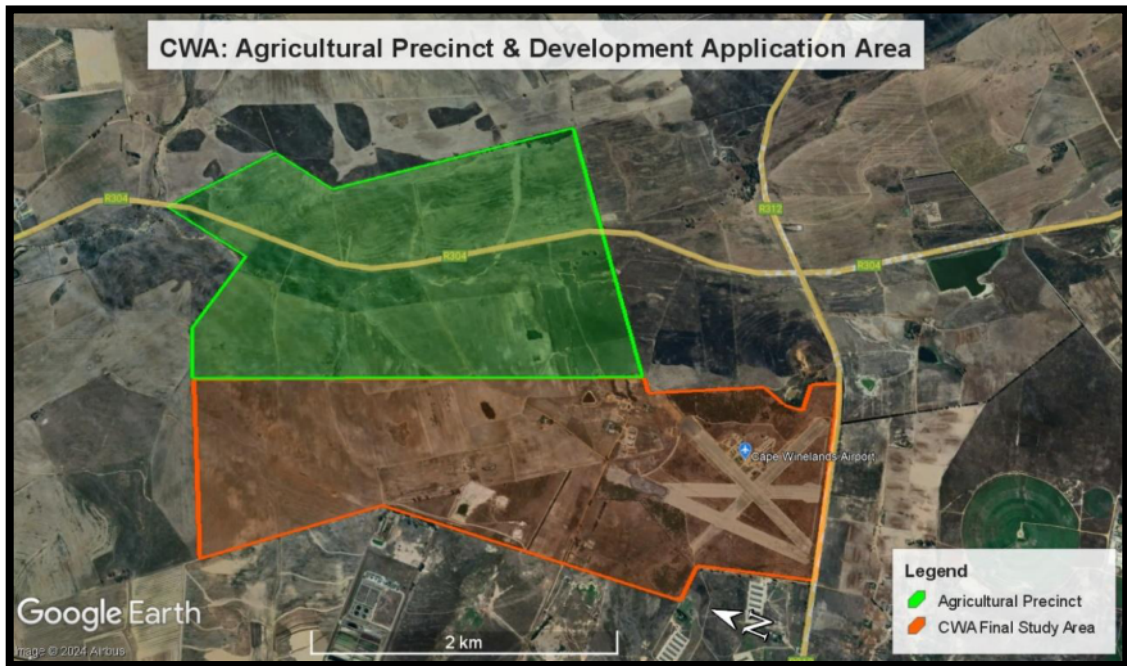 CWA: Agricultural Precinct & Development Application Area
R304
R312
R304
R304
Cape Winelands Airport
Legend
Agricultural Precinct
CWA Final Study Area
Google Earth
Image © 2024 Airbus
2 km
N